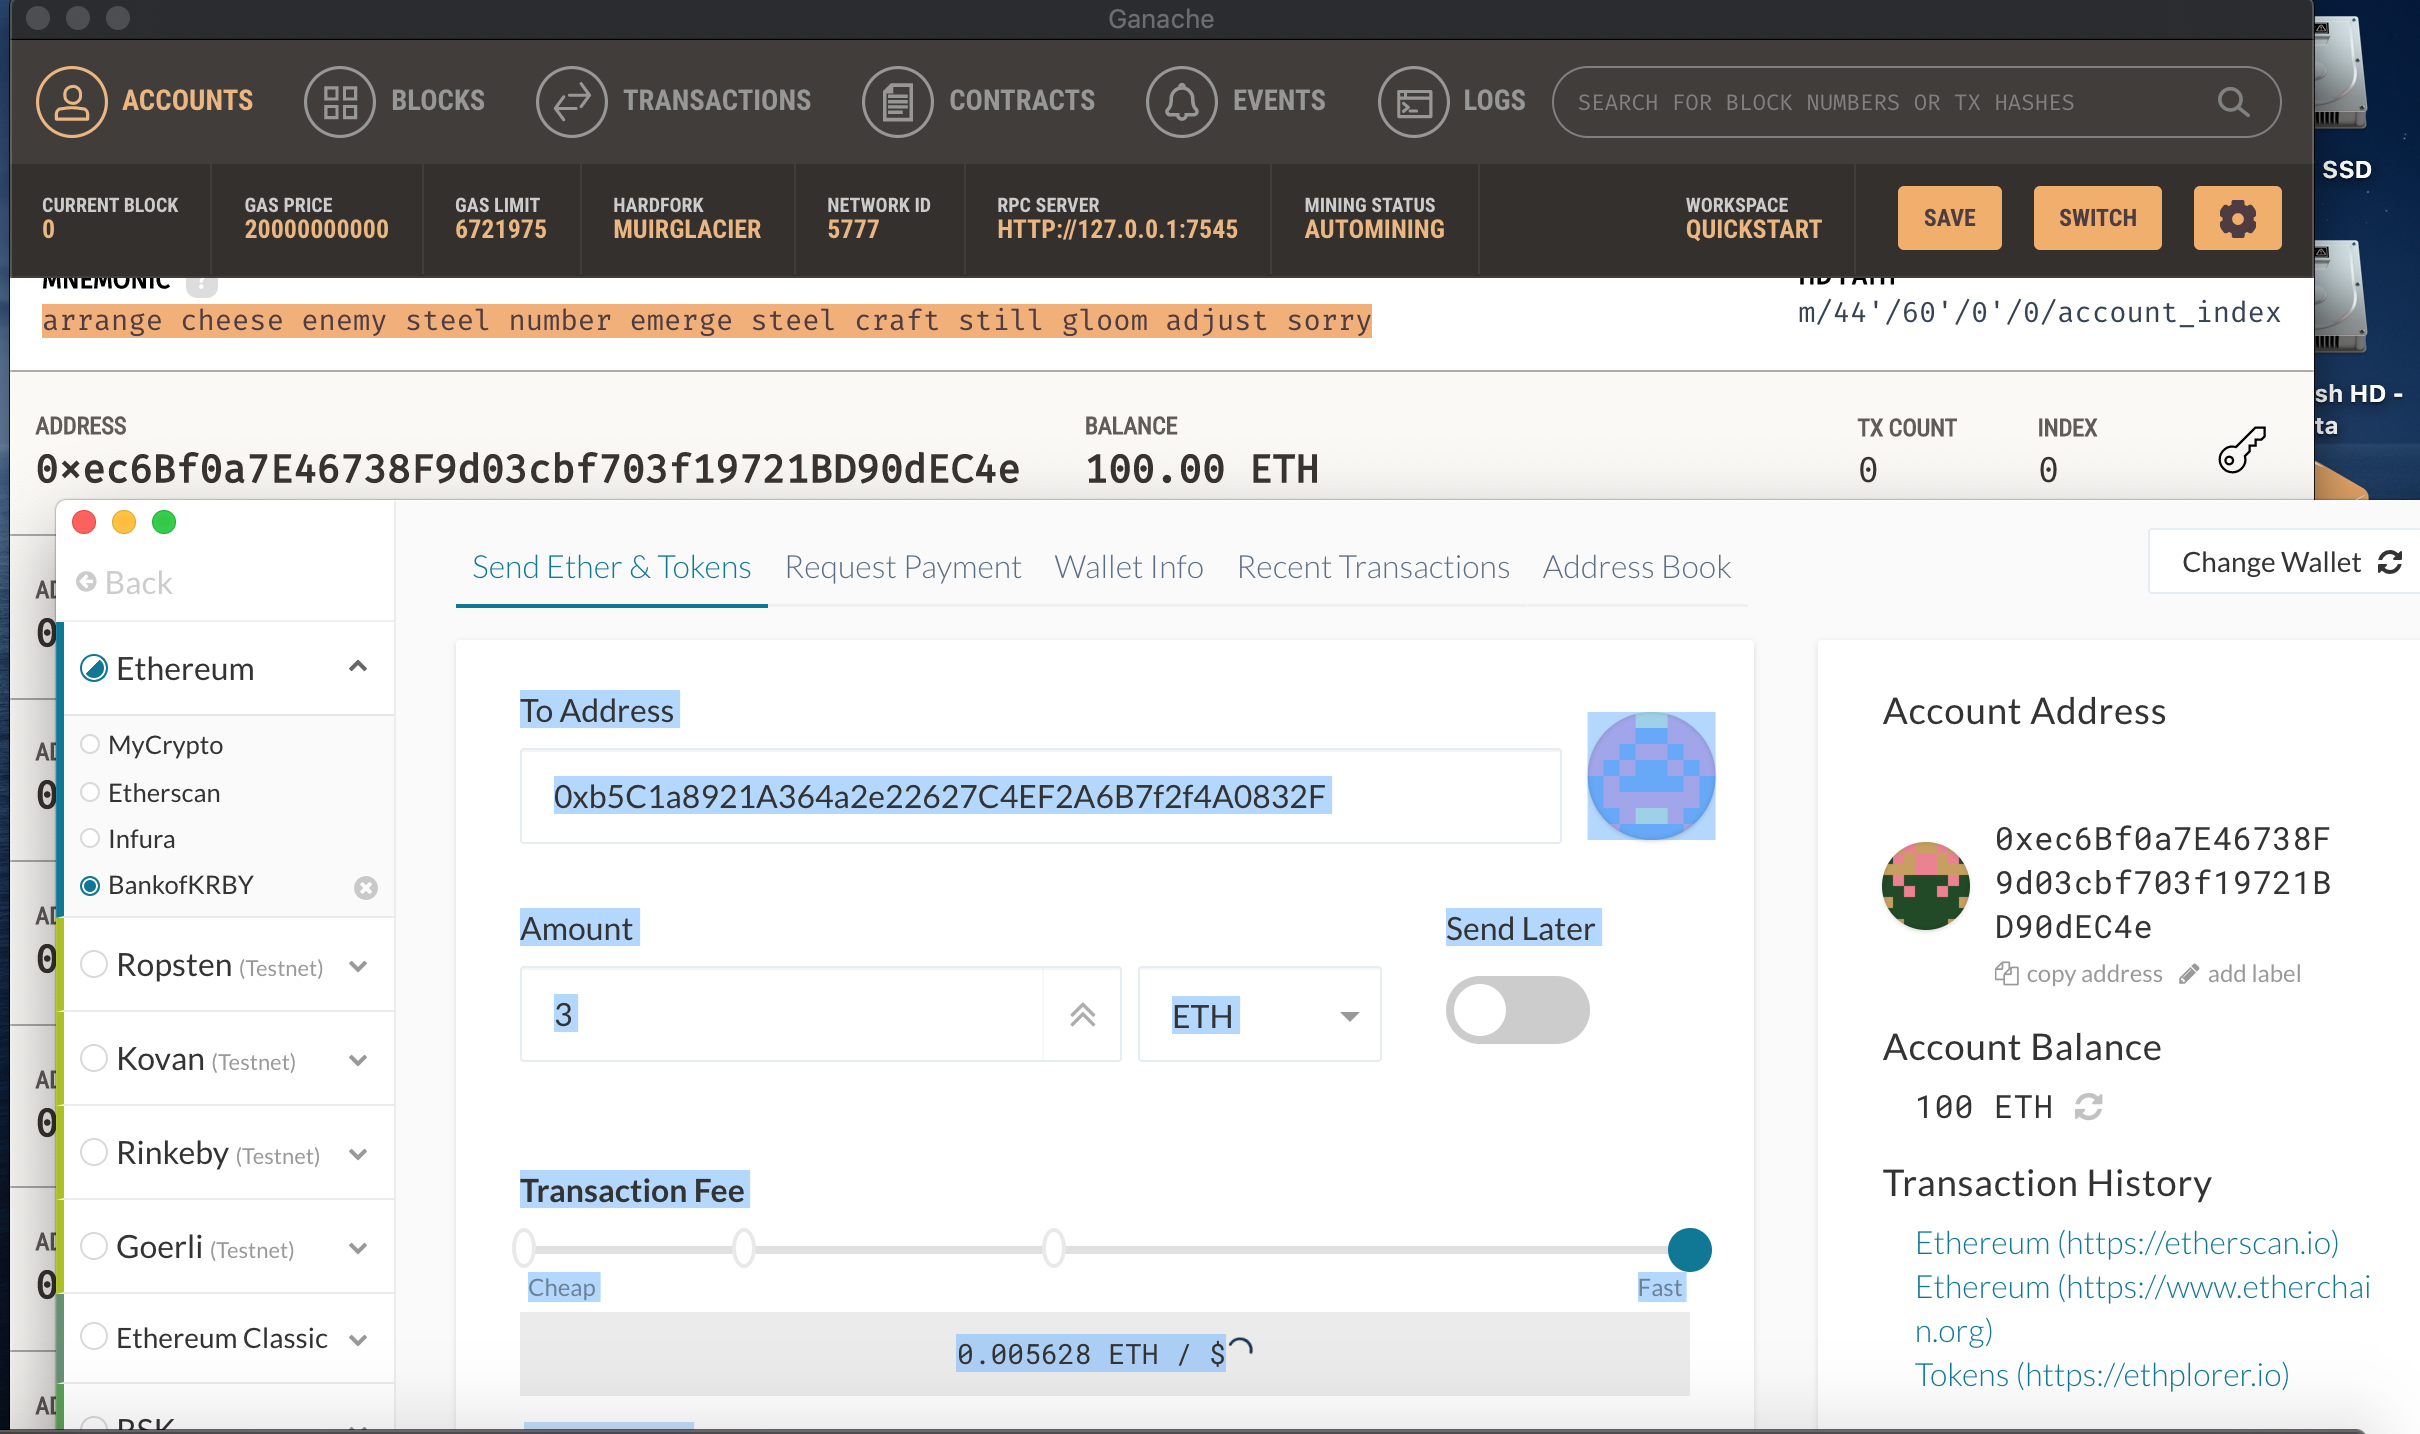 Ganache
ACCOUNTS BLOCKS TRANSACTIONS CONTRACTS EVENTS LOGS SEARCH FOR BLOCK NUMBERS OR TX HASHES
CURRENT BLOCK GAS PRICE GAS LIMIT HARDFORK NETWORK ID RPC SERVER MINING STATUS WORKSPACE
0 20000000000 6721975 MUIRGLACIER 5777 HTTP://127.0.0.1:7545 AUTOMINING QUICKSTART SAVE SWITCH
SSD
MNEMONIC ? HD PATH
arrange cheese enemy steel number emerge steel craft still gloom adjust sorry m/44'/60'/0'/0/account_index
sh HD -
ta
ADDRESS BALANCE TX COUNT INDEX
0×ec6Bf0a7E46738F9d03cbf703f19721BD90dEC4e 100.00 ETH 0 0
Back
Ethereum
MyCrypto
Etherscan
Infura
BankofKRBY
Ropsten (Testnet)
Kovan (Testnet)
Rinkeby (Testnet)
Goerli (Testnet)
Ethereum Classic
RSK
Send Ether & Tokens Request Payment Wallet Info Recent Transactions Address Book
Change Wallet
To Address
0xb5C1a8921A364a2e22627C4EF2A6B7f2f4A0832F
Amount Send Later
3 ETH
Transaction Fee
Cheap Fast
0.005628 ETH / $
Account Address
0xec6Bf0a7E46738F
9d03cbf703f19721B
D90dEC4e
copy address add label
Account Balance
100 ETH
Transaction History
Ethereum (https://etherscan.io)
Ethereum (https://www.etherchai
n.org)
Tokens (https://ethplorer.io)